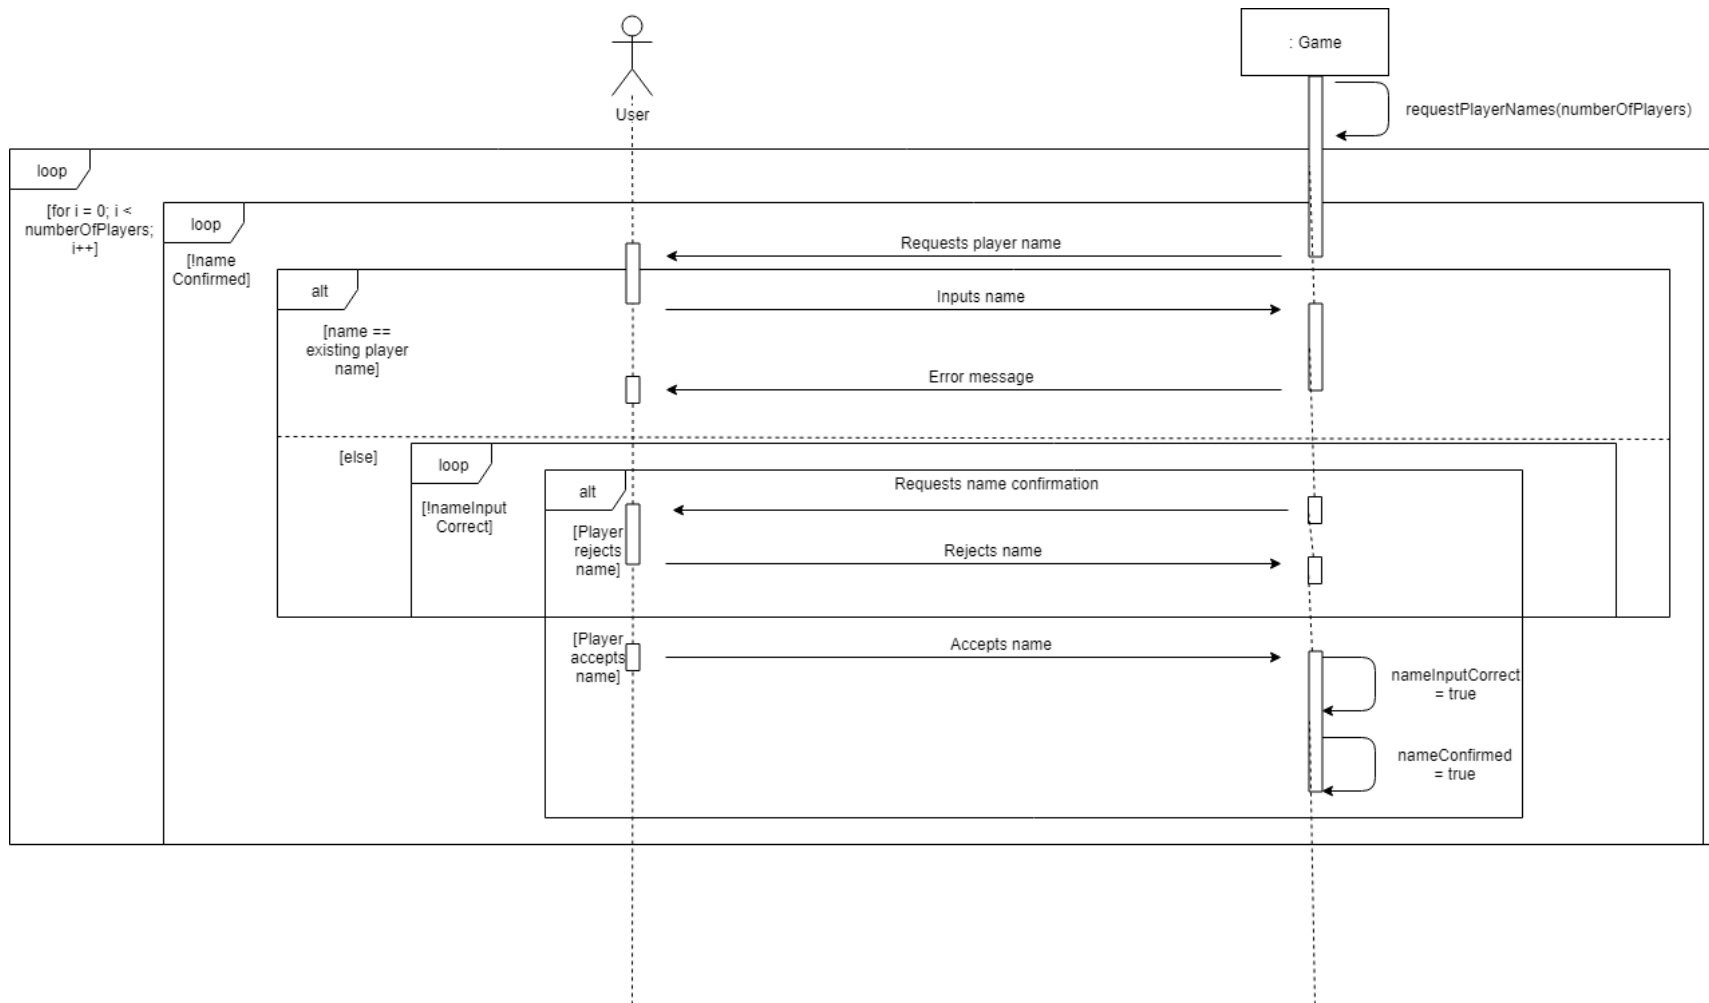 : Game
User
requestPlayerNames(numberOfPlayers)
loop
[for i = 0; i <
numberOfPlayers;
i++]
loop
[!name
Confirmed]
Requests player name
alt
[name ==
existing player
name]
Inputs name
Error message
[else]
loop
[!nameInput
Correct]
alt
[Player
rejects
name]
Requests name confirmation
Rejects name
[Player
accepts
name]
Accepts name
nameInputCorrect
= true
nameConfirmed
= true